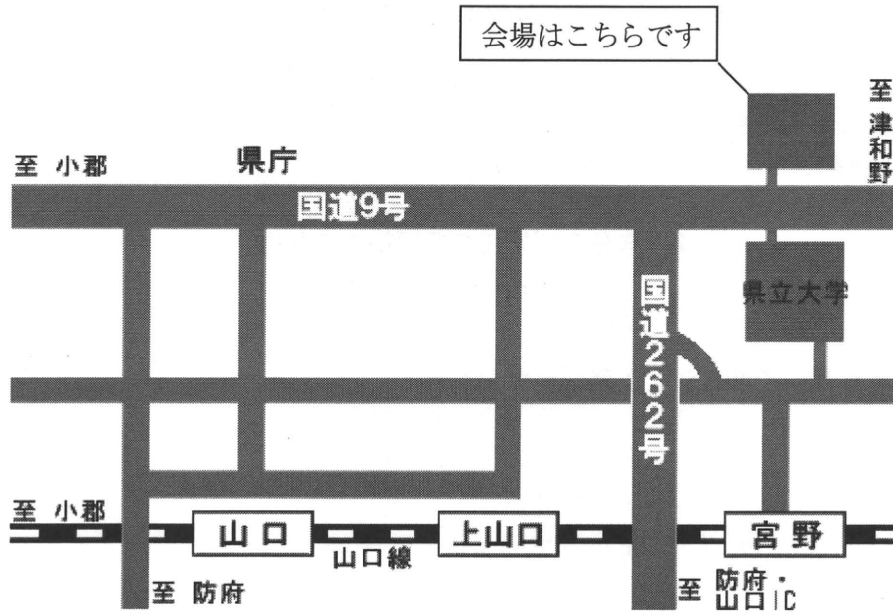 会場はこちらです
至 津和野
至 小郡
県庁
国道9号
県立大学
国道262号
至 小郡
山口
山口線
上山口
宮野
至 防府
至 防府・
山口IC